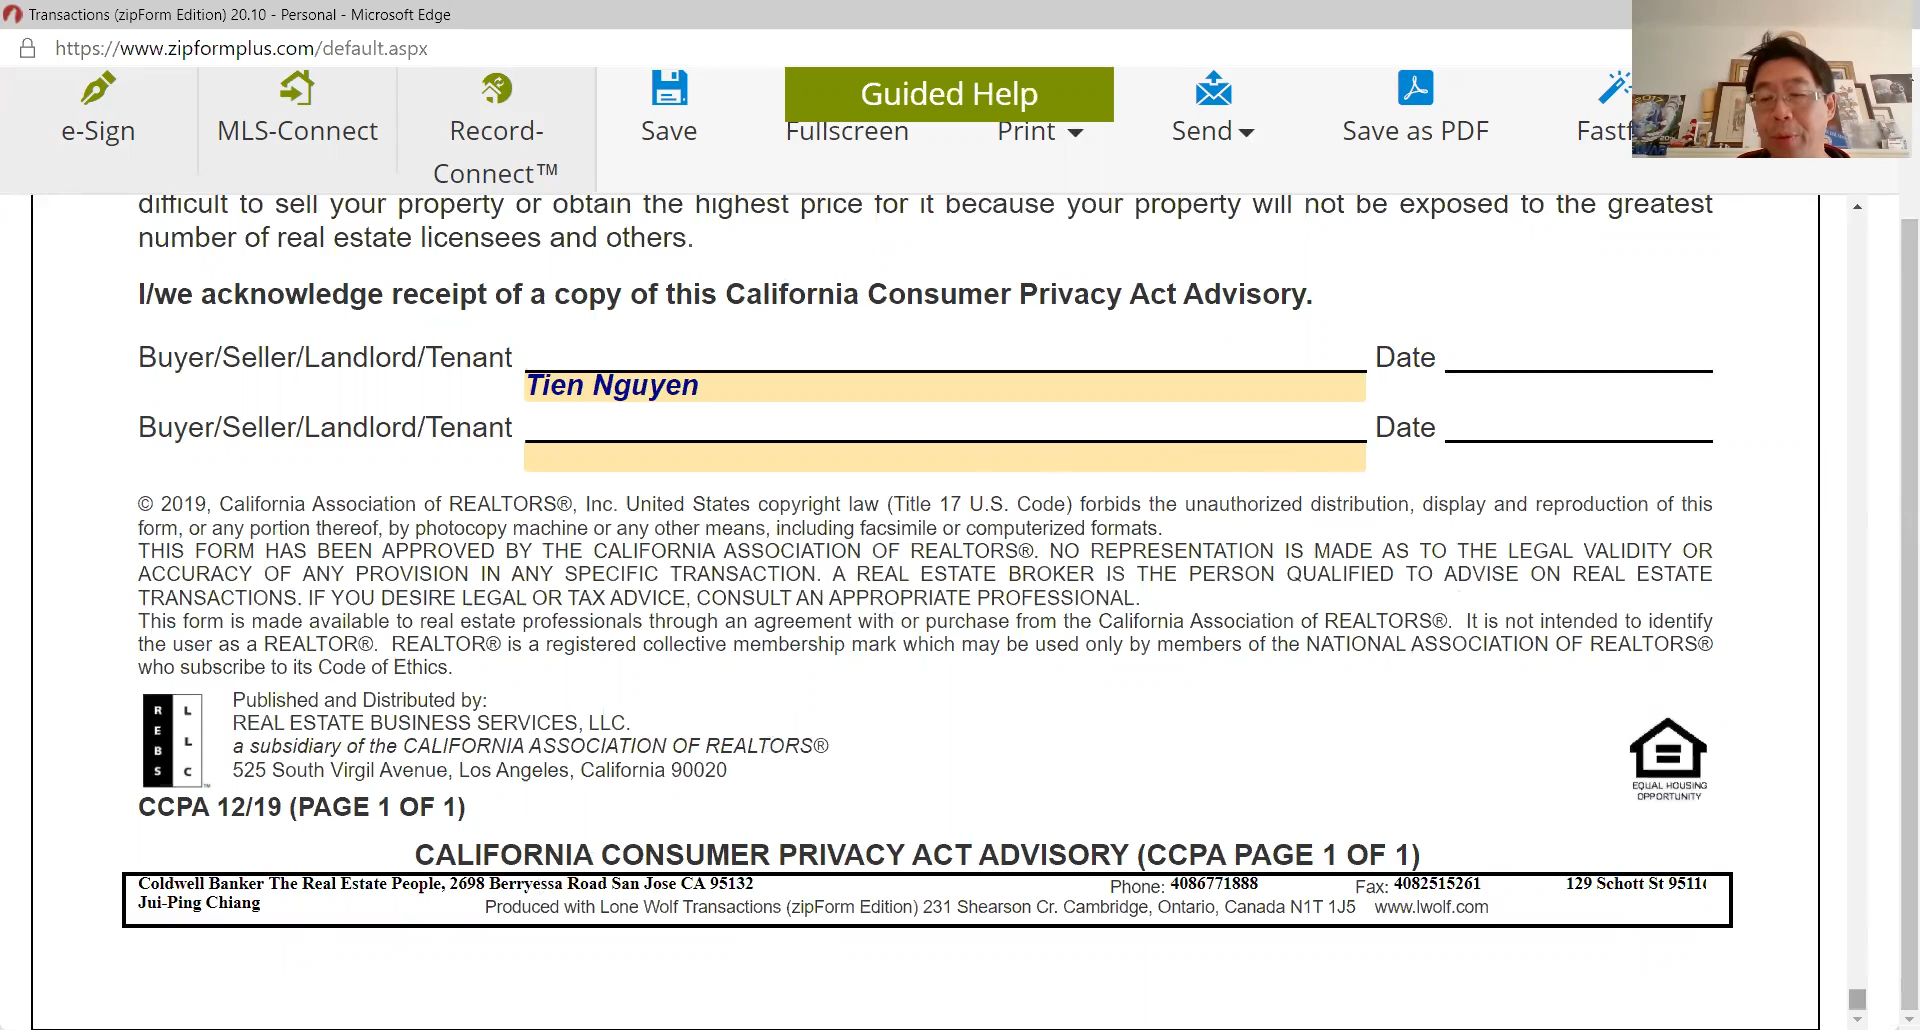 Transactions (zipForm Edition) 20.10 - Personal - Microsoft Edge
https://www.zipformplus.com/default.aspx
e-Sign
MLS-Connect
Record-
Connect™
Save
Guided Help
Fullscreen
Print
Send
Save as PDF
difficult to sell your property or obtain the highest price for it because your property will not be exposed to the greatest
number of real estate licensees and others.
I/we acknowledge receipt of a copy of this California Consumer Privacy Act Advisory.
Buyer/Seller/Landlord/Tenant Date
Tien Nguyen
Buyer/Seller/Landlord/Tenant Date
© 2019, California Association of REALTORS®, Inc. United States copyright law (Title 17 U.S. Code) forbids the unauthorized distribution, display and reproduction of this
form, or any portion thereof, by photocopy machine or any other means, including facsimile or computerized formats.
THIS FORM HAS BEEN APPROVED BY THE CALIFORNIA ASSOCIATION OF REALTORS®. NO REPRESENTATION IS MADE AS TO THE LEGAL VALIDITY OR
ACCURACY OF ANY PROVISION IN ANY SPECIFIC TRANSACTION. A REAL ESTATE BROKER IS THE PERSON QUALIFIED TO ADVISE ON REAL ESTATE
TRANSACTIONS. IF YOU DESIRE LEGAL OR TAX ADVICE, CONSULT AN APPROPRIATE PROFESSIONAL.
This form is made available to real estate professionals through an agreement with or purchase from the California Association of REALTORS®. It is not intended to identify
the user as a REALTOR®. REALTOR® is a registered collective membership mark which may be used only by members of the NATIONAL ASSOCIATION OF REALTORS®
who subscribe to its Code of Ethics.
R L
E
B L
S C
Published and Distributed by:
REAL ESTATE BUSINESS SERVICES, LLC.
a subsidiary of the CALIFORNIA ASSOCIATION OF REALTORS®
525 South Virgil Avenue, Los Angeles, California 90020
EQUAL HOUSING
OPPORTUNITY
CCPA 12/19 (PAGE 1 OF 1)
CALIFORNIA CONSUMER PRIVACY ACT ADVISORY (CCPA PAGE 1 OF 1)
Coldwell Banker The Real Estate People, 2698 Berryessa Road San Jose CA 95132 Phone: 4086771888 Fax: 4082515261 129 Schott St
Jui-Ping Chiang
Produced with Lone Wolf Transactions (zipForm Edition) 231 Shearson Cr. Cambridge, Ontario, Canada N1T 1J5 www.lwolf.com